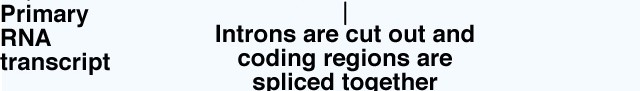 Primary
RNA
transcript
Introns are cut out and
coding regions are
spliced together